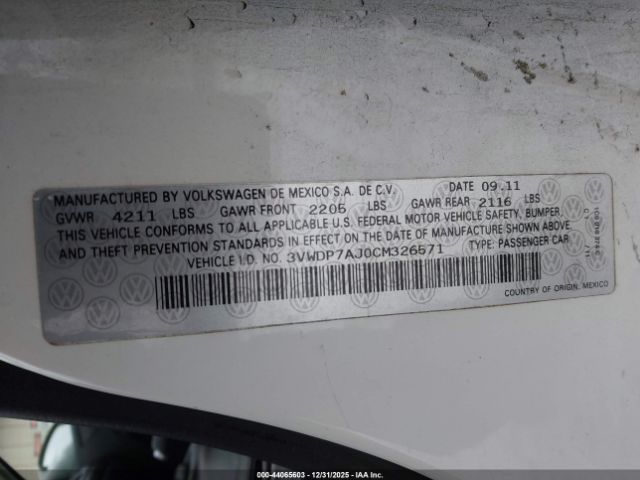 MANUFACTURED BY VOLKSWAGEN DE MEXICO S.A. DE C.V. DATE 09.11
GVWR 4211 LBS GAWR FRONT 2205 LBS GAWR REAR 2116 LBS
THIS VEHICLE CONFORMS TO ALL APPLICABLE U.S. FEDERAL MOTOR VEHICLE SAFETY, BUMPER
AND THEFT PREVENTION STANDARDS IN EFFECT ON THE DATE OF MANUFACTURE SHOWN ABOVE.
VEHICLE I.D. NO. 3VWDP7AJ0CM326571 TYPE: PASSENGER CAR
COUNTRY OF ORIGIN: MEXICO
000-44065603 - 12/31/2025 - IAAI.COM